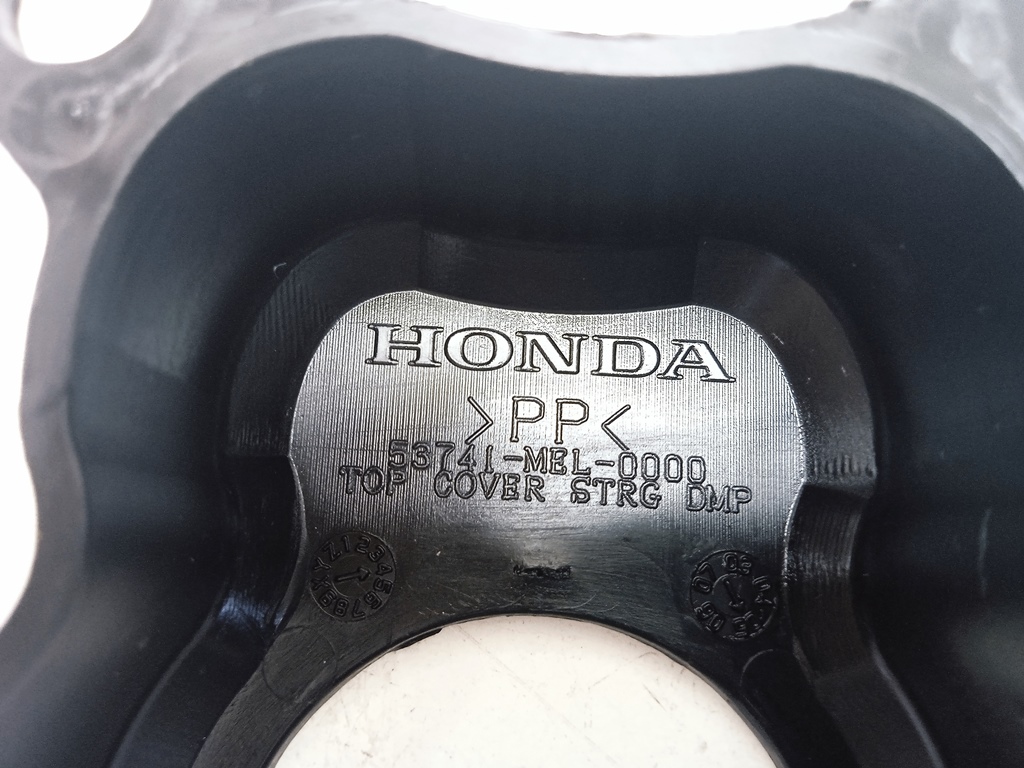 HONDA
>PP<
53741-MEL-0000
TOP COVER STRG DMP